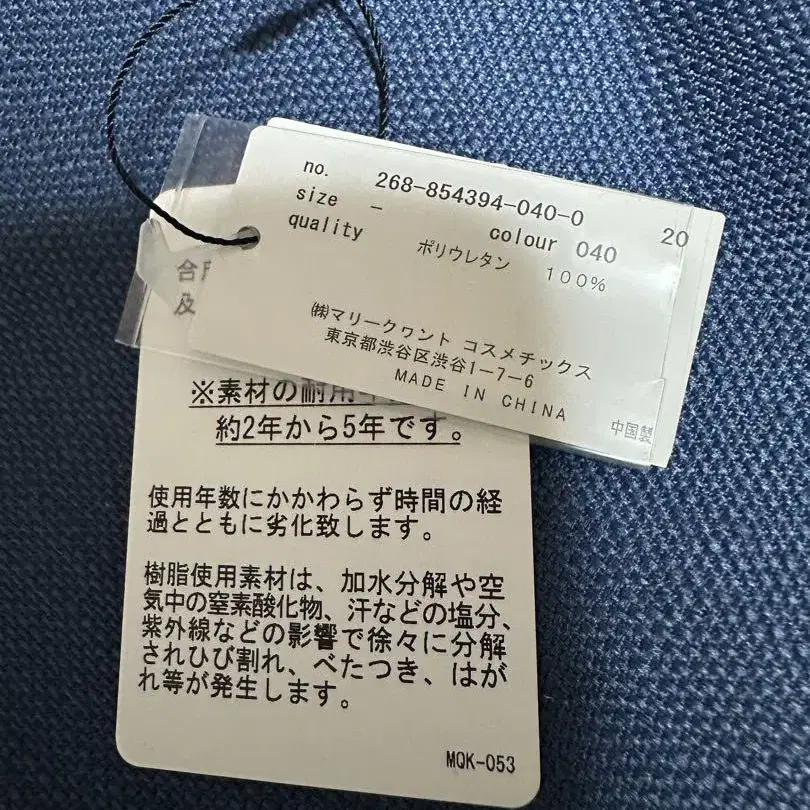 no. 268-854394-040-0
size - colour 040 20
quality ポリウレタン 100%
㈱マリークヮント コスメチックス
東京都渋谷区渋谷1-7-6
MADE IN CHINA
中国製
合
及
※素材の耐用
約2年から5年です。
使用年数にかかわらず時間の経
過とともに劣化致します。
樹脂使用素材は、加水分解や空
気中の窒素酸化物、汗などの塩分、
紫外線などの影響で徐々に分解
されひび割れ、べたつき、はが
れ等が発生します。
MQK-053